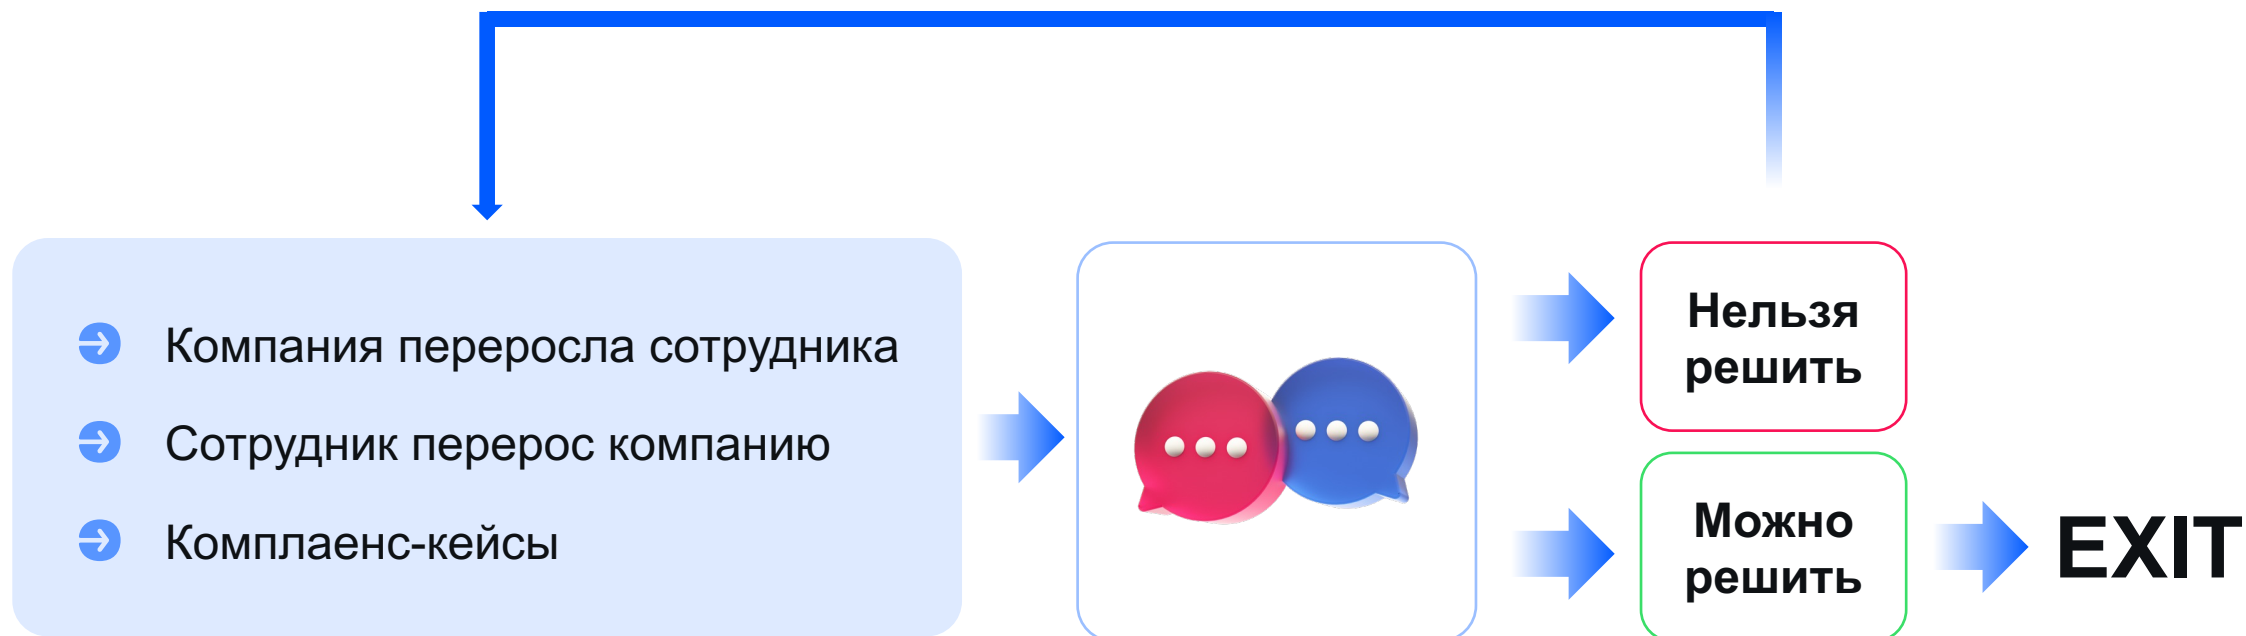 Компания переросла сотрудника
Сотрудник перерос компанию
Комплаенс-кейсы
Нельзя
решить
Можно
решить
EXIT